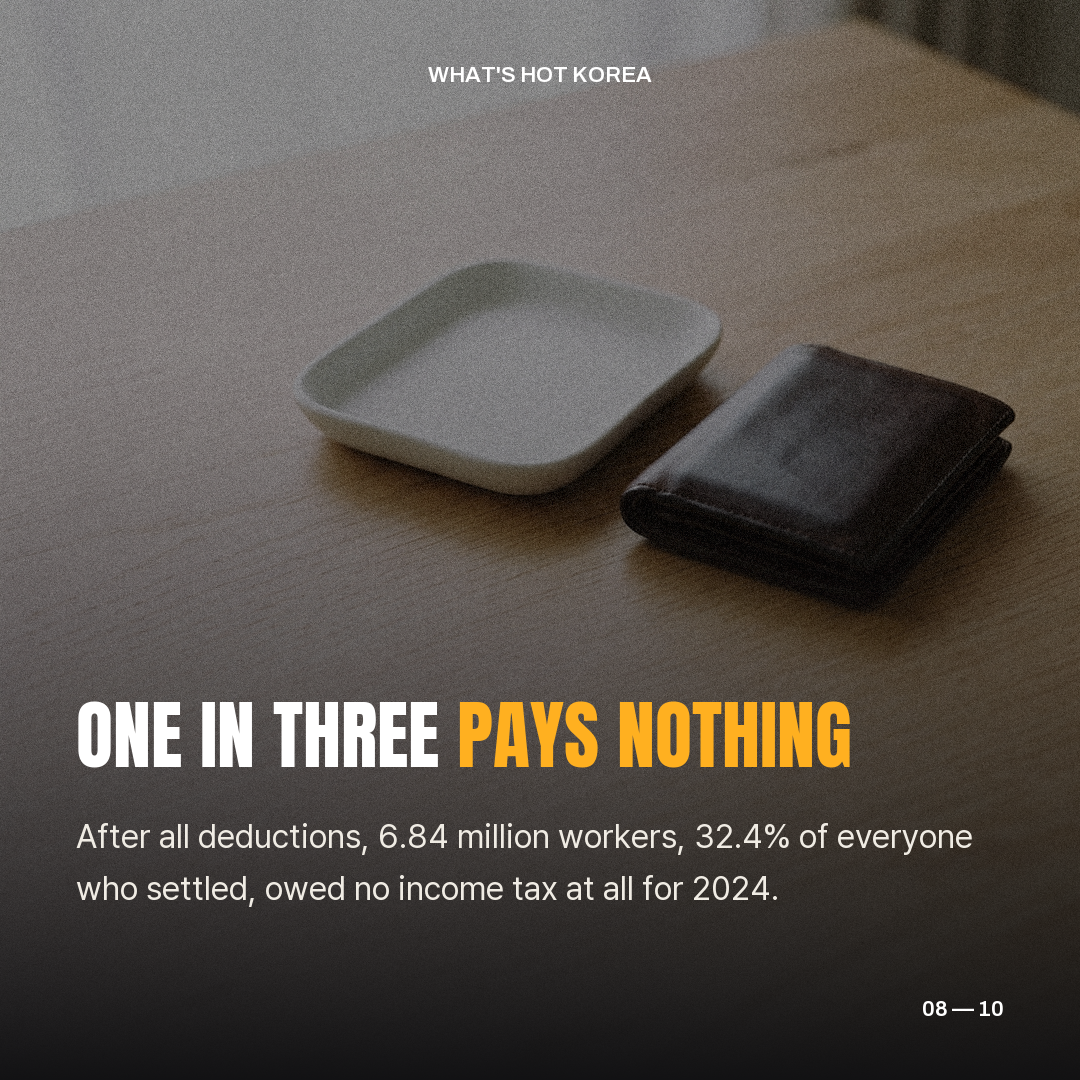 WHAT'S HOT KOREA
ONE IN THREE PAYS NOTHING
After all deductions, 6.84 million workers, 32.4% of everyone
who settled, owed no income tax at all for 2024.
08 — 10